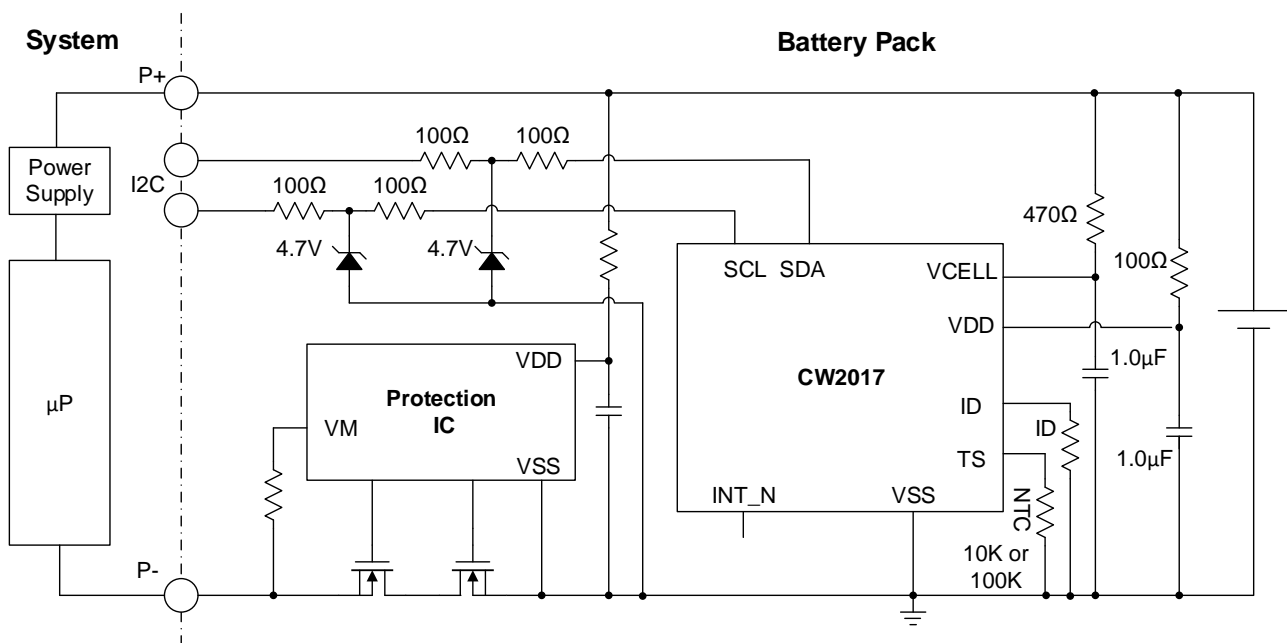 System
Battery Pack
P+
100Ω
100Ω
Power
Supply
I2C
100Ω
100Ω
470Ω
4.7V
4.7V
SCL SDA
VCELL
100Ω
VDD
VDD
1.0µF
CW2017
µP
Protection
IC
ID
ID
VM
1.0µF
TS
VSS
INT_N
VSS
NTC
10K or
100K
P-